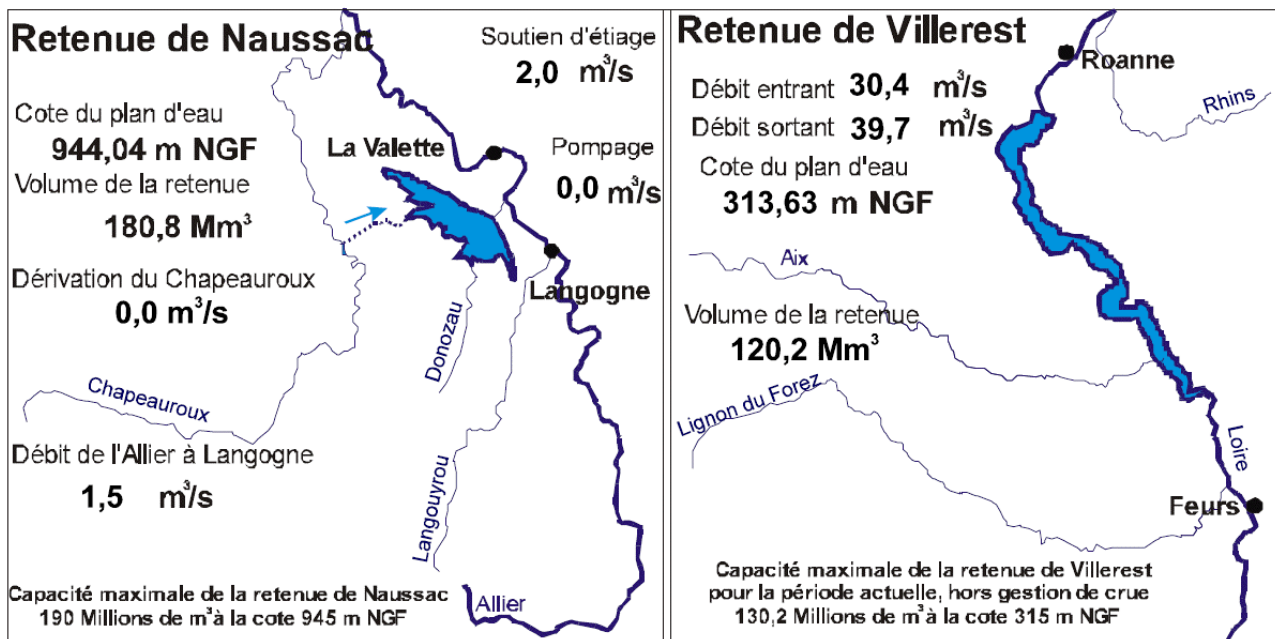 Retenue de Naussac
Soutien d'étiage
2,0 m³/s
Cote du plan d'eau
944,04 m NGF
La Valette
Pompage
0,0 m³/s
Volume de la retenue
180,8 Mm³
Dérivation du Chapeauroux
0,0 m³/s
Langogne
Donozau
Chapeauroux
Débit de l'Allier à Langogne
1,5 m³/s
Langouyrou
Allier
Capacité maximale de la retenue de Naussac
190 Millions de m³ à la cote 945 m NGF
Retenue de Villerest
Roanne
Débit entrant 30,4 m³/s
Rhins
Débit sortant 39,7 m³/s
Cote du plan d'eau
313,63 m NGF
Aix
Volume de la retenue
120,2 Mm³
Lignon du Forez
Loire
Feurs
Capacité maximale de la retenue de Villerest
pour la période actuelle, hors gestion de crue
130,2 Millions de m³ à la cote 315 m NGF